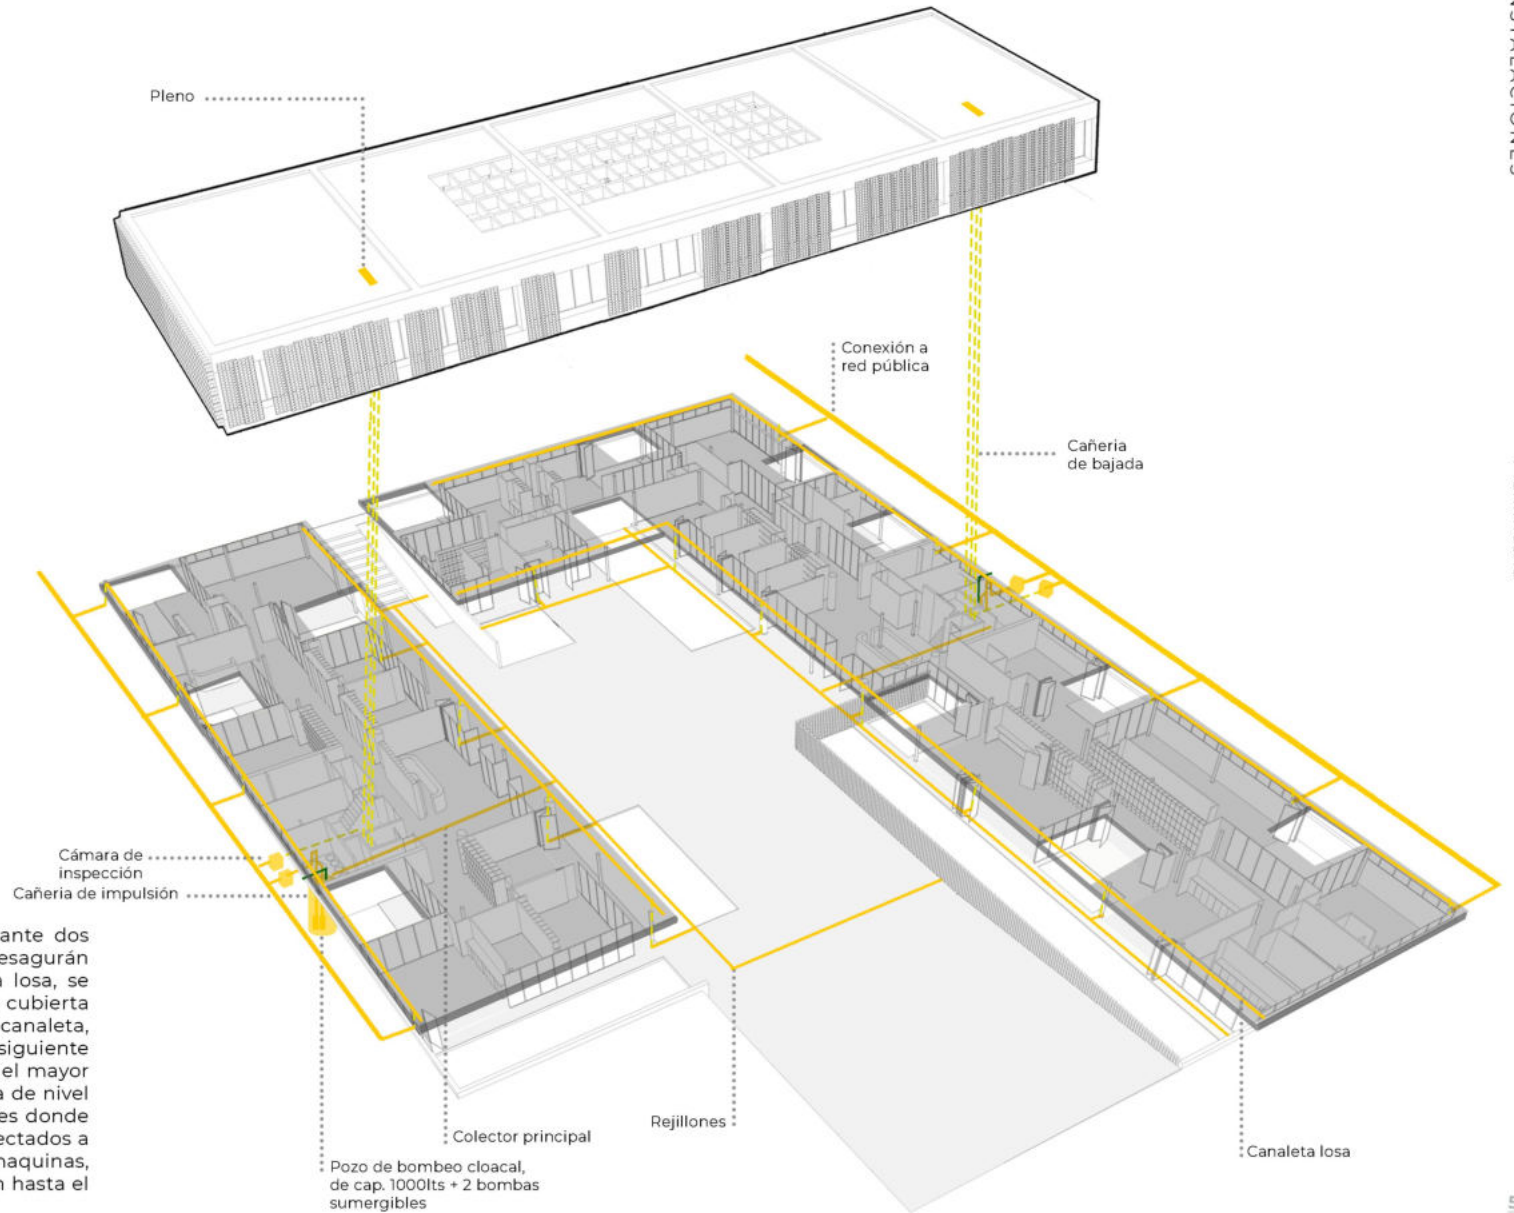 Pleno
Conexión a
red pública
Cañeria
de bajada
Cámara de
inspección
Cañeria de impulsión
ante dos
esagurán
losa, se
cubierta
canaleta,
siguiente
el mayor
a de nivel
es donde
ectados a
naquinas,
n hasta el
Colector principal
Pozo de bombeo cloacal,
de cap. 1000lts + 2 bombas
sumergibles
Rejillones
Canaleta losa